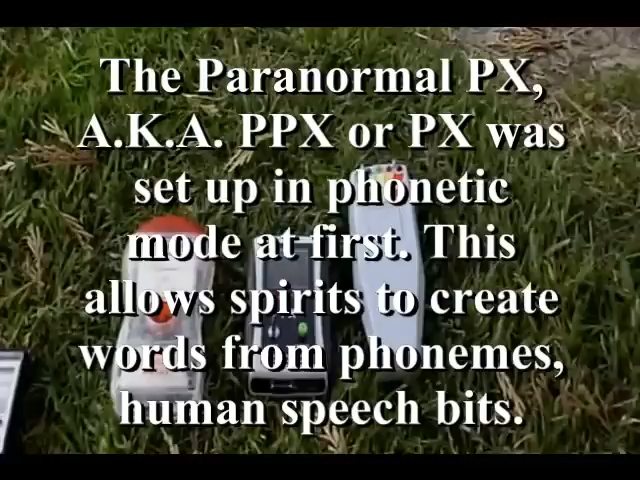 The Paranormal PX,
A.K.A. PPX or PX was
set up in phonetic
mode at first. This
allows spirits to create
words from phonemes,
human speech bits.